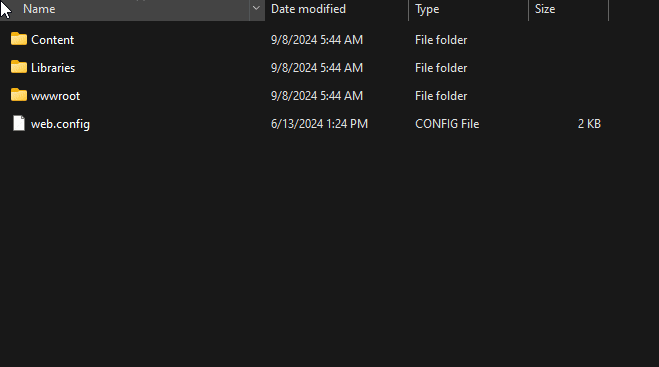 Name Date modified Type Size
Content 9/8/2024 5:44 AM File folder
Libraries 9/8/2024 5:44 AM File folder
wwwroot 9/8/2024 5:44 AM File folder
web.config 6/13/2024 1:24 PM CONFIG File 2 KB